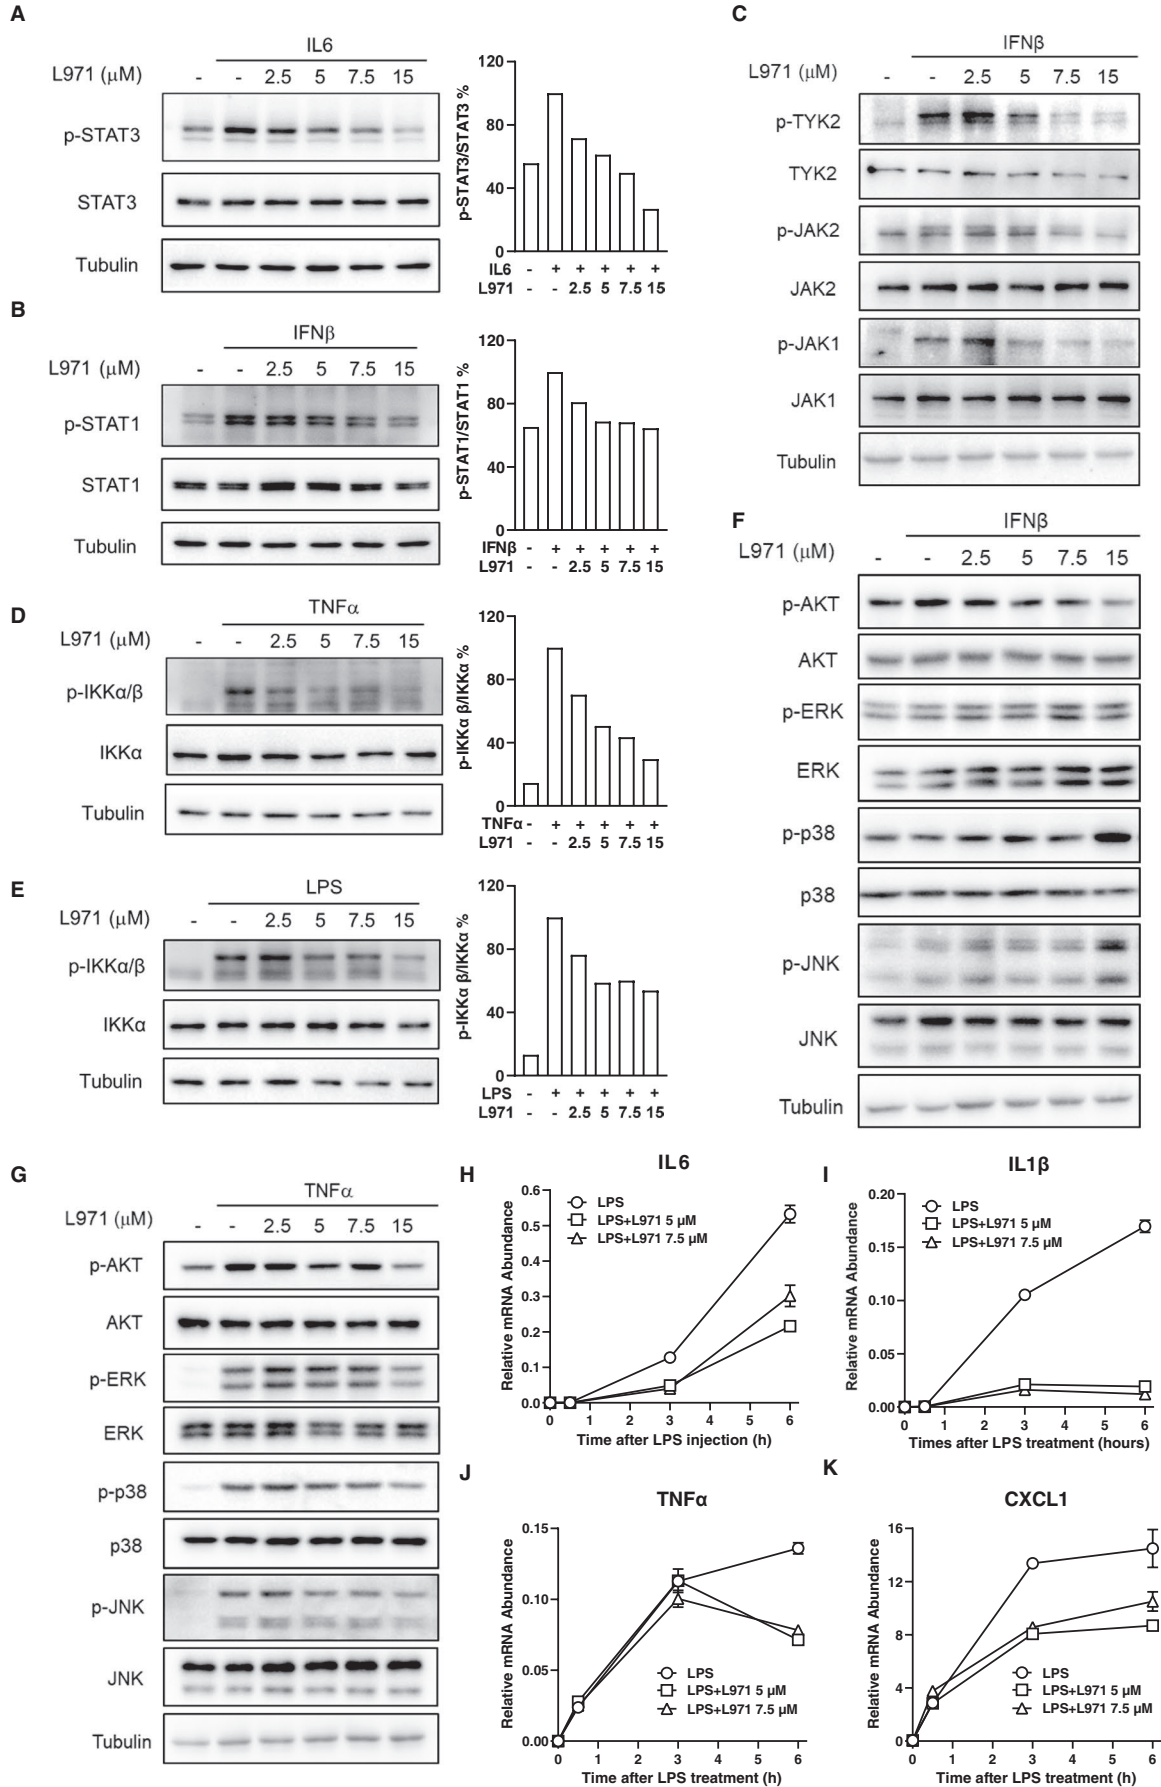 A
IL6
L971 (μM)
- - 2.5 5 7.5 15
p-STAT3
STAT3
Tubulin
p-STAT3/STAT3 %
120
80
40
0
IL6 - + + + + +
L971 - - 2.5 5 7.5 15
B
IFNβ
L971 (μM)
- - 2.5 5 7.5 15
p-STAT1
STAT1
Tubulin
p-STAT1/STAT1 %
120
80
40
0
IFNβ - + + + + +
L971 - - 2.5 5 7.5 15
C
IFNβ
L971 (μM)
- - 2.5 5 7.5 15
p-TYK2
TYK2
p-JAK2
JAK2
p-JAK1
JAK1
Tubulin
D
TNFα
L971 (μM)
- - 2.5 5 7.5 15
p-IKKα/β
IKKα
Tubulin
p-IKKα β/IKKα %
120
80
40
0
TNFα - + + + + +
L971 - - 2.5 5 7.5 15
E
LPS
L971 (μM)
- - 2.5 5 7.5 15
p-IKKα/β
IKKα
Tubulin
p-IKKα β/IKKα %
120
80
40
0
LPS - + + + + +
L971 - - 2.5 5 7.5 15
F
IFNβ
L971 (μM)
- - 2.5 5 7.5 15
p-AKT
AKT
p-ERK
ERK
p-p38
p38
p-JNK
JNK
Tubulin
G
TNFα
L971 (μM)
- - 2.5 5 7.5 15
p-AKT
AKT
p-ERK
ERK
p-p38
p38
p-JNK
JNK
Tubulin
H
IL6
LPS
LPS+L971 5 μM
LPS+L971 7.5 μM
Relative mRNA Abundance
0.6
0.5
0.4
0.3
0.2
0.1
0.0
0 1 2 3 4 5 6
Time after LPS injection (h)
I
IL1β
LPS
LPS+L971 5 μM
LPS+L971 7.5 μM
Relative mRNA Abundance
0.20
0.15
0.10
0.05
0.00
0 1 2 3 4 5 6
Times after LPS treatment (hours)
J
TNFα
Relative mRNA Abundance
0.15
0.10
0.05
0.00
LPS
LPS+L971 5 μM
LPS+L971 7.5 μM
0 1 2 3 4 5 6
Time after LPS treatment (h)
K
CXCL1
Relative mRNA Abundance
16
12
8
4
0
LPS
LPS+L971 5 μM
LPS+L971 7.5 μM
0 1 2 3 4 5 6
Time after LPS treatment (h)